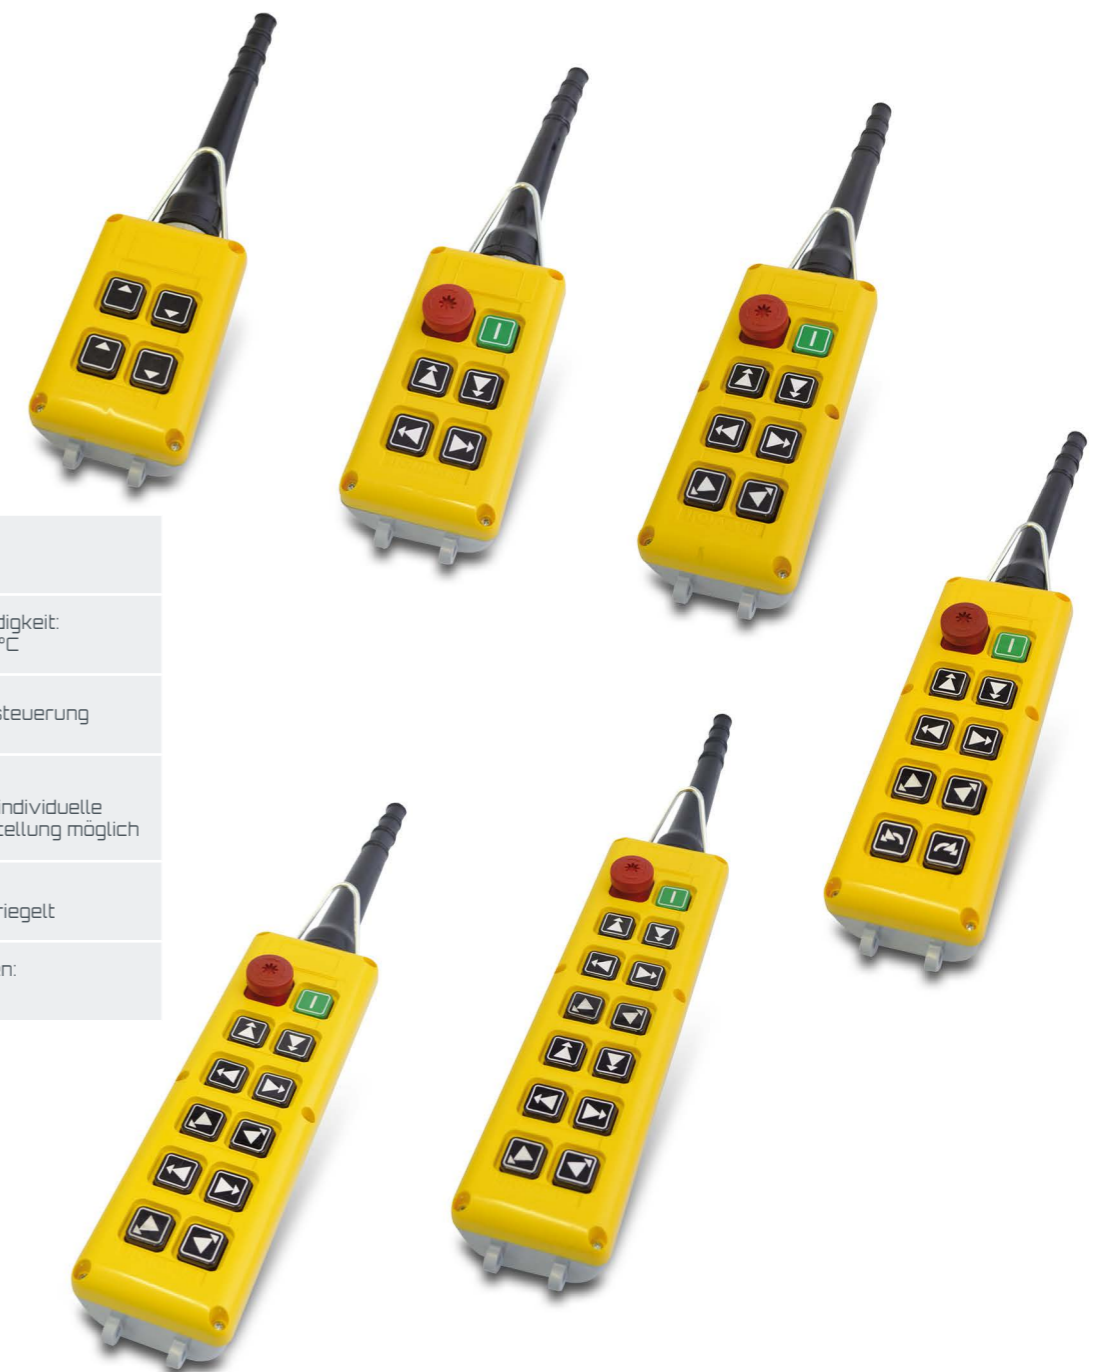 digkeit:
°C
steuerung
individuelle
tellung möglich
riegelt
n:
I
I
I
I
I